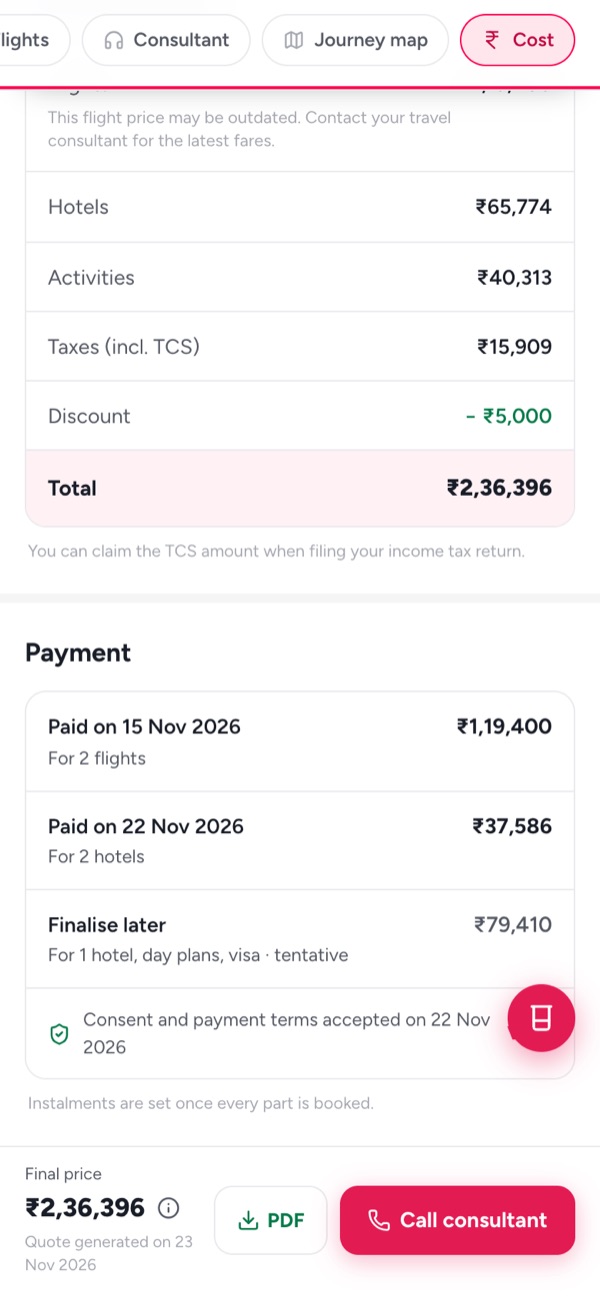 lights
Consultant
Journey map
₹ Cost
This flight price may be outdated. Contact your travel
consultant for the latest fares.
Hotels ₹65,774
Activities ₹40,313
Taxes (incl. TCS) ₹15,909
Discount - ₹5,000
Total ₹2,36,396
You can claim the TCS amount when filing your income tax return.
Payment
Paid on 15 Nov 2026 ₹1,19,400
For 2 flights
Paid on 22 Nov 2026 ₹37,586
For 2 hotels
Finalise later ₹79,410
For 1 hotel, day plans, visa · tentative
Consent and payment terms accepted on 22 Nov
2026
Instalments are set once every part is booked.
Final price
₹2,36,396
Quote generated on 23
Nov 2026
PDF
Call consultant